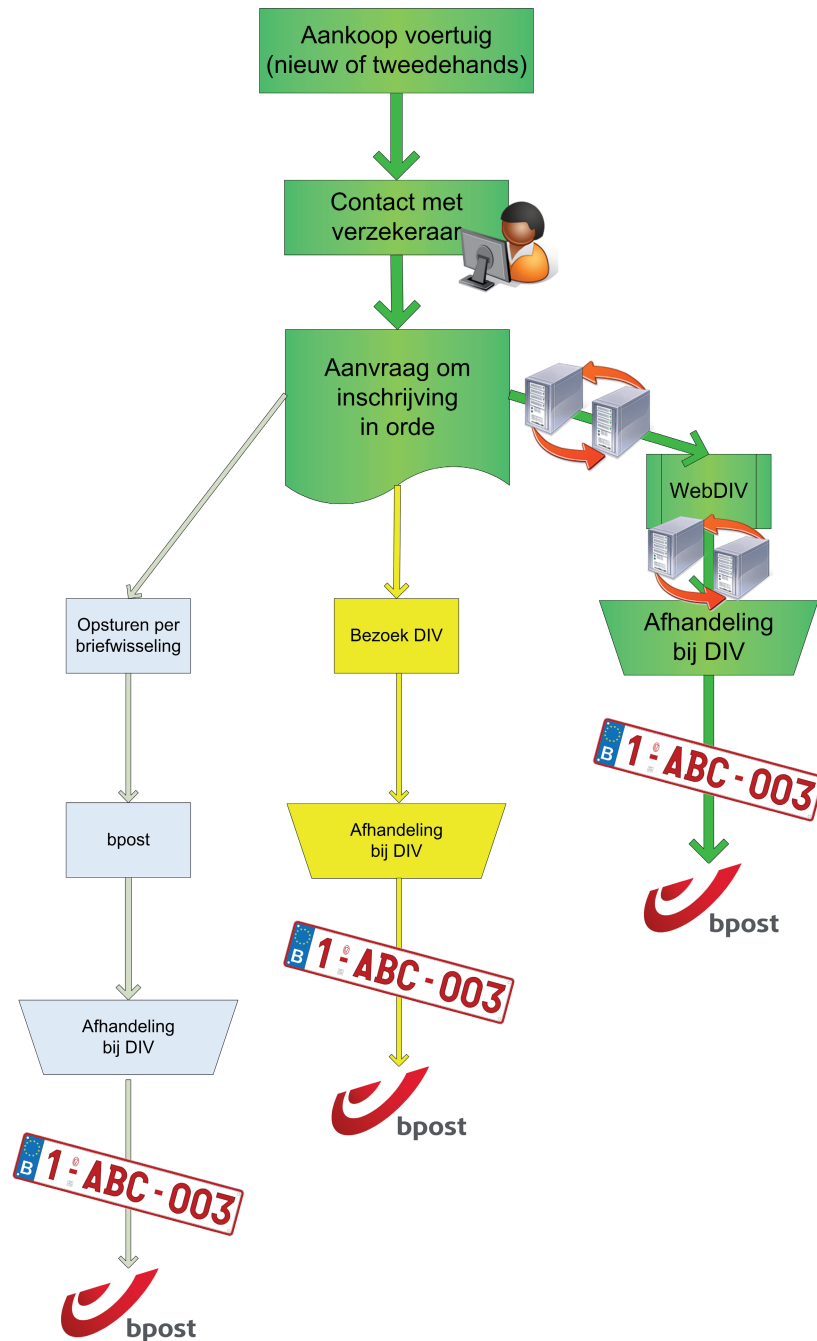 Aankoop voertuig
(nieuw of tweedehands)
Contact met
verzekeraar
Aanvraag om
inschrijving
in orde
WebDIV
Opsturen per
briefwisseling
Bezoek DIV
Afhandeling
bij DIV
B 1-ABC-003
bpost
bpost
Afhandeling
bij DIV
B 1-ABC-003
bpost
Afhandeling
bij DIV
B 1-ABC-003
bpost